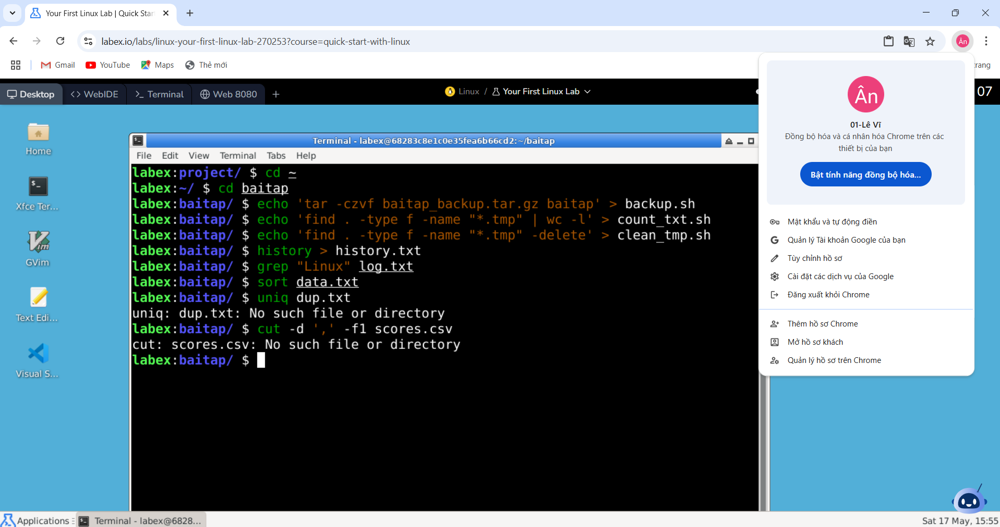 Your First Linux Lab | Quick Star
labex.io/labs/linux-your-first-linux-lab-270253?course=quick-start-with-linux
Ân
Gmail
YouTube
Maps
Thẻ mới
trang
Desktop
WebIDE
Terminal
Web 8080
Linux / Your First Linux Lab
07
Home
Xfce Ter...
GVim
Text Edi...
Visual S...
Terminal - labex@68283c8e1c0e35fea6b66cd2:~/baitap
File Edit View Terminal Tabs Help
labex:project/ $ cd ~
labex:~/ $ cd baitap
labex:baitap/ $ echo 'tar -czvf baitap_backup.tar.gz baitap' > backup.sh
labex:baitap/ $ echo 'find . -type f -name "*.tmp" | wc -l' > count_txt.sh
labex:baitap/ $ echo 'find . -type f -name "*.tmp" -delete' > clean_tmp.sh
labex:baitap/ $ history > history.txt
labex:baitap/ $ grep "Linux" log.txt
labex:baitap/ $ sort data.txt
labex:baitap/ $ uniq dup.txt
uniq: dup.txt: No such file or directory
labex:baitap/ $ cut -d ',' -f1 scores.csv
cut: scores.csv: No such file or directory
labex:baitap/ $
Ân
01-Lê Vĩ
Đồng bộ hóa và cá nhân hóa Chrome trên các
thiết bị của bạn
Bật tính năng đồng bộ hóa...
Mật khẩu và tự động điền
Quản lý Tài khoản Google của bạn
Tùy chỉnh hồ sơ
Cài đặt các dịch vụ của Google
Đăng xuất khỏi Chrome
Thêm hồ sơ Chrome
Mở hồ sơ khách
Quản lý hồ sơ trên Chrome
Applications
Terminal - labex@6828...
Sat 17 May, 15:55